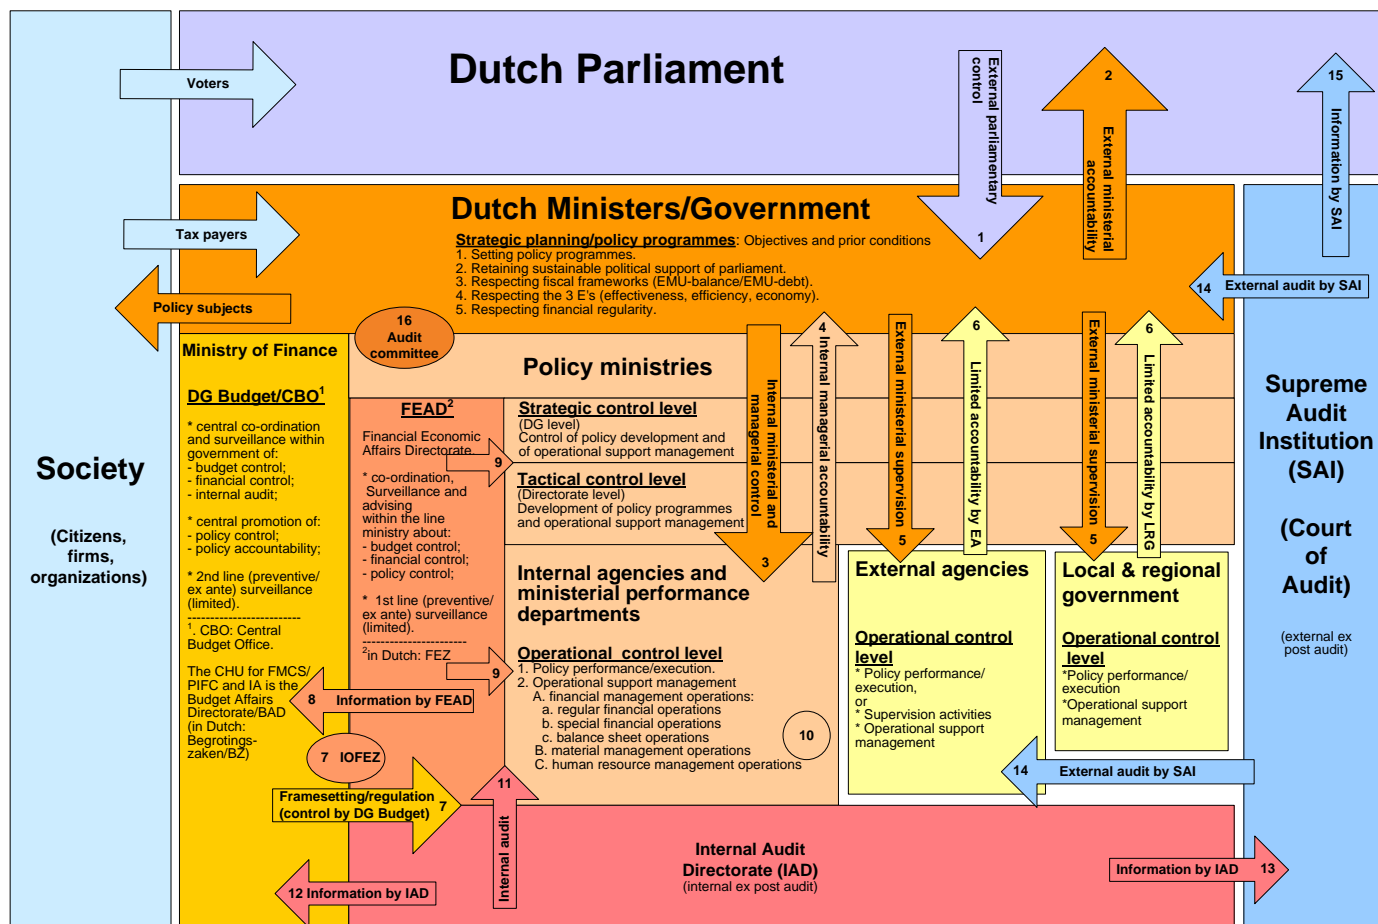 Dutch Parliament
Voters
External parliamentary
control
1
2
External ministerial
accountability
15
Information by SAI
Dutch Ministers/Government
Strategic planning/policy programmes: Objectives and prior conditions
1. Setting policy programmes.
2. Retaining sustainable political support of parliament.
3. Respecting fiscal frameworks (EMU-balance/EMU-debt).
4. Respecting the 3 E's (effectiveness, efficiency, economy).
5. Respecting financial regularity.
Tax payers
Policy subjects
14 External audit by SAI
16
Audit
committee
Society
(Citizens,
firms,
organizations)
Ministry of Finance
DG Budget/CBO1
* central co-ordination
and surveillance within
government of:
- budget control;
- financial control;
- internal audit;
* central promotion of:
- policy control;
- policy accountability;
* 2nd line (preventive/
ex ante) surveillance
(limited).
-------------------------
1. CBO: Central
Budget Office.
The CHU for FMCS/
PIFC and IA is the
Budget Affairs
Directorate/BAD
(in Dutch:
Begrotings-
zaken/BZ)
Policy ministries
FEAD2
Financial Economic
Affairs Directorate.
* co-ordination,
Surveillance and
advising
within the line
ministry about:
- budget control;
- financial control;
- policy control;
* 1st line (preventive/
ex ante) surveillance
(limited).
-----------------------
2in Dutch: FEZ
9
Strategic control level
(DG level)
Control of policy development and
of operational support management
Tactical control level
(Directorate level)
Development of policy programmes
and operational support management
Internal ministerial and
managerial control
3
4
Internal managerial accountability
External ministerial supervision
5
6
Limited accountability by EA
External ministerial supervision
5
6
Limited accountability by LRG
Internal agencies and
ministerial performance
departments
Operational control level
1. Policy performance/execution.
2. Operational support management
A. financial management operations:
a. regular financial operations
b. special financial operations
c. balance sheet operations
B. material management operations
C. human resource management operations
9
10
External agencies
Operational control
level
* Policy performance/
execution,
or
* Supervision activities
* Operational support
management
Local & regional
government
Operational control
level
*Policy performance/
execution
*Operational support
management
Supreme
Audit
Institution
(SAI)
(Court
of
Audit)
(external ex
post audit)
8 Information by FEAD
7 IOFEZ
Framesetting/regulation
(control by DG Budget) 7
11
Internal audit
14 External audit by SAI
12 Information by IAD
Internal Audit
Directorate (IAD)
(internal ex post audit)
Information by IAD 13